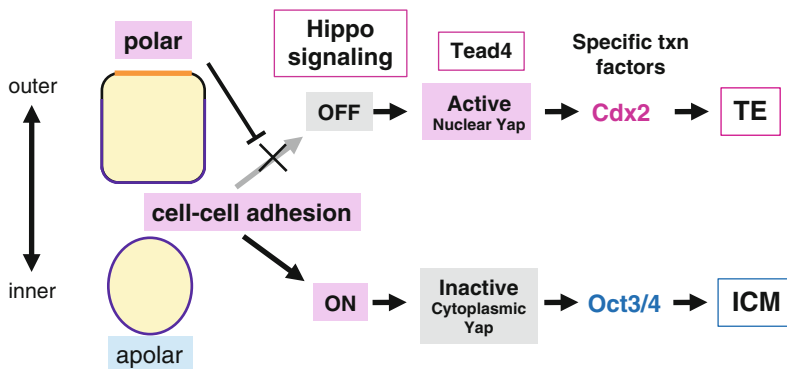 polar
Hippo
signaling
Tead4
Specific txn
factors
outer
OFF
Active
Nuclear Yap
Cdx2
TE
cell-cell adhesion
inner
ON
Inactive
Cytoplasmic
Yap
Oct3/4
ICM
apolar